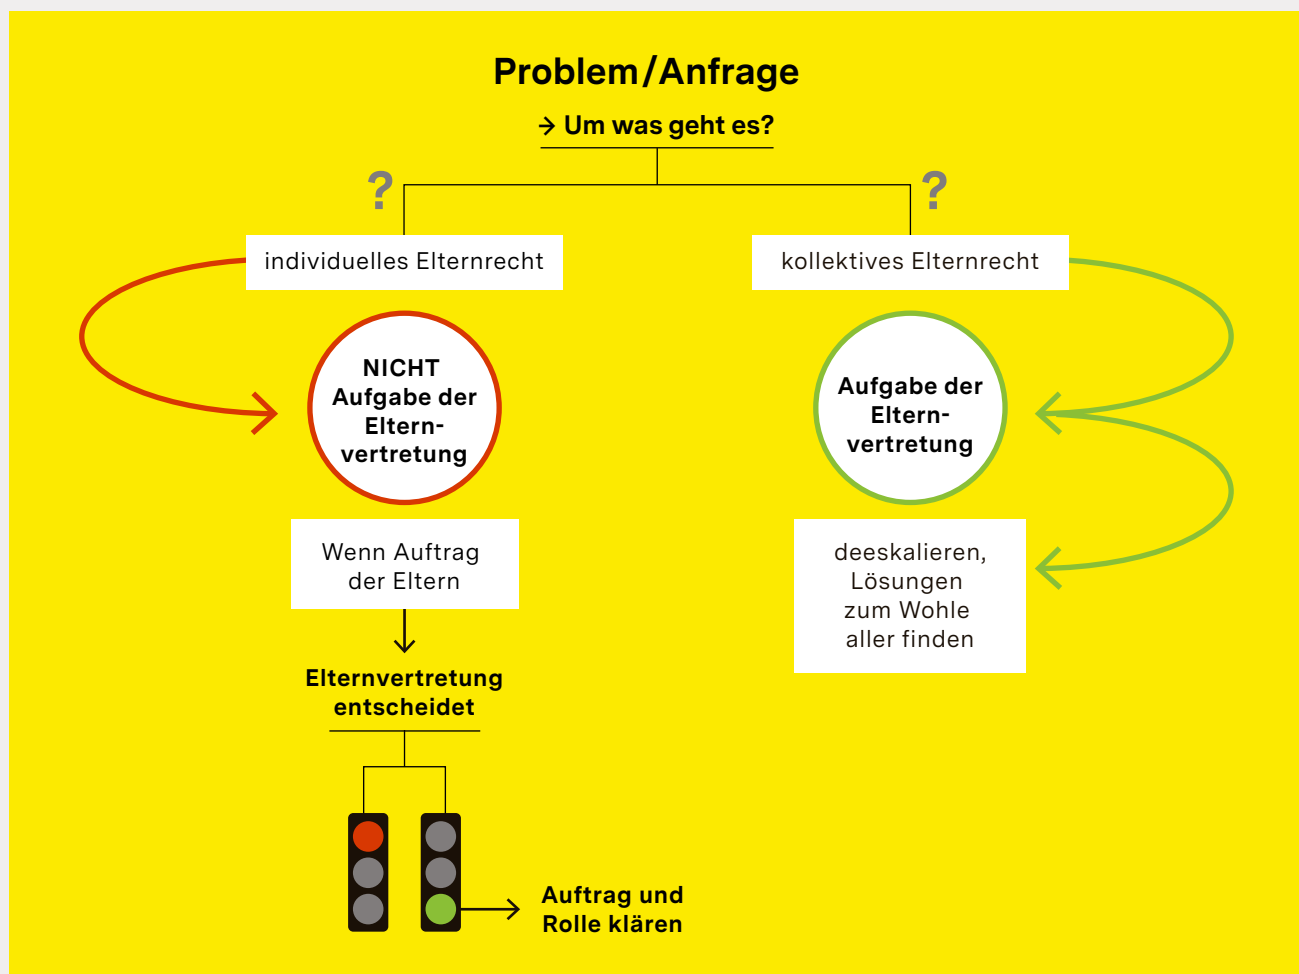 Problem/Anfrage
→ Um was geht es?
?
?
individuelles Elternrecht
kollektives Elternrecht
NICHT
Aufgabe der
Eltern-
vertretung
Aufgabe der
Eltern-
vertretung
Wenn Auftrag
der Eltern
deeskalieren,
Lösungen
zum Wohle
aller finden
Elternvertretung
entscheidet
Auftrag und
Rolle klären